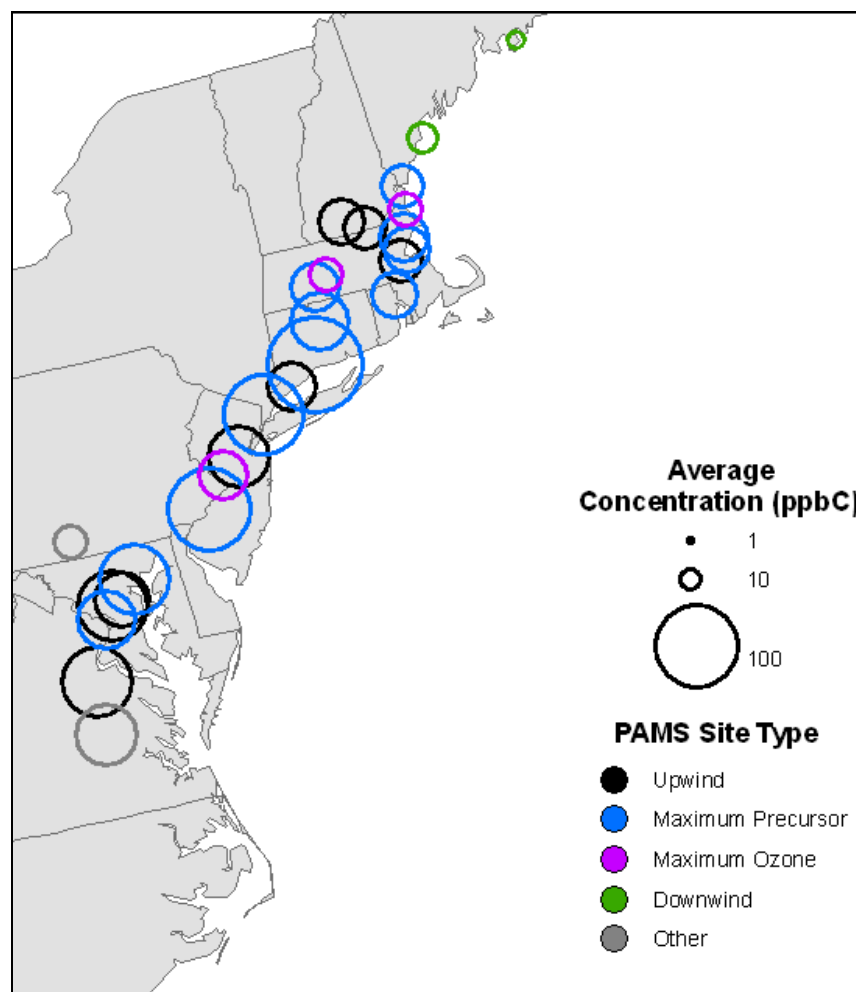 Average
Concentration (ppbC)
1
10
100
PAMS Site Type
Upwind
Maximum Precursor
Maximum Ozone
Downwind
Other